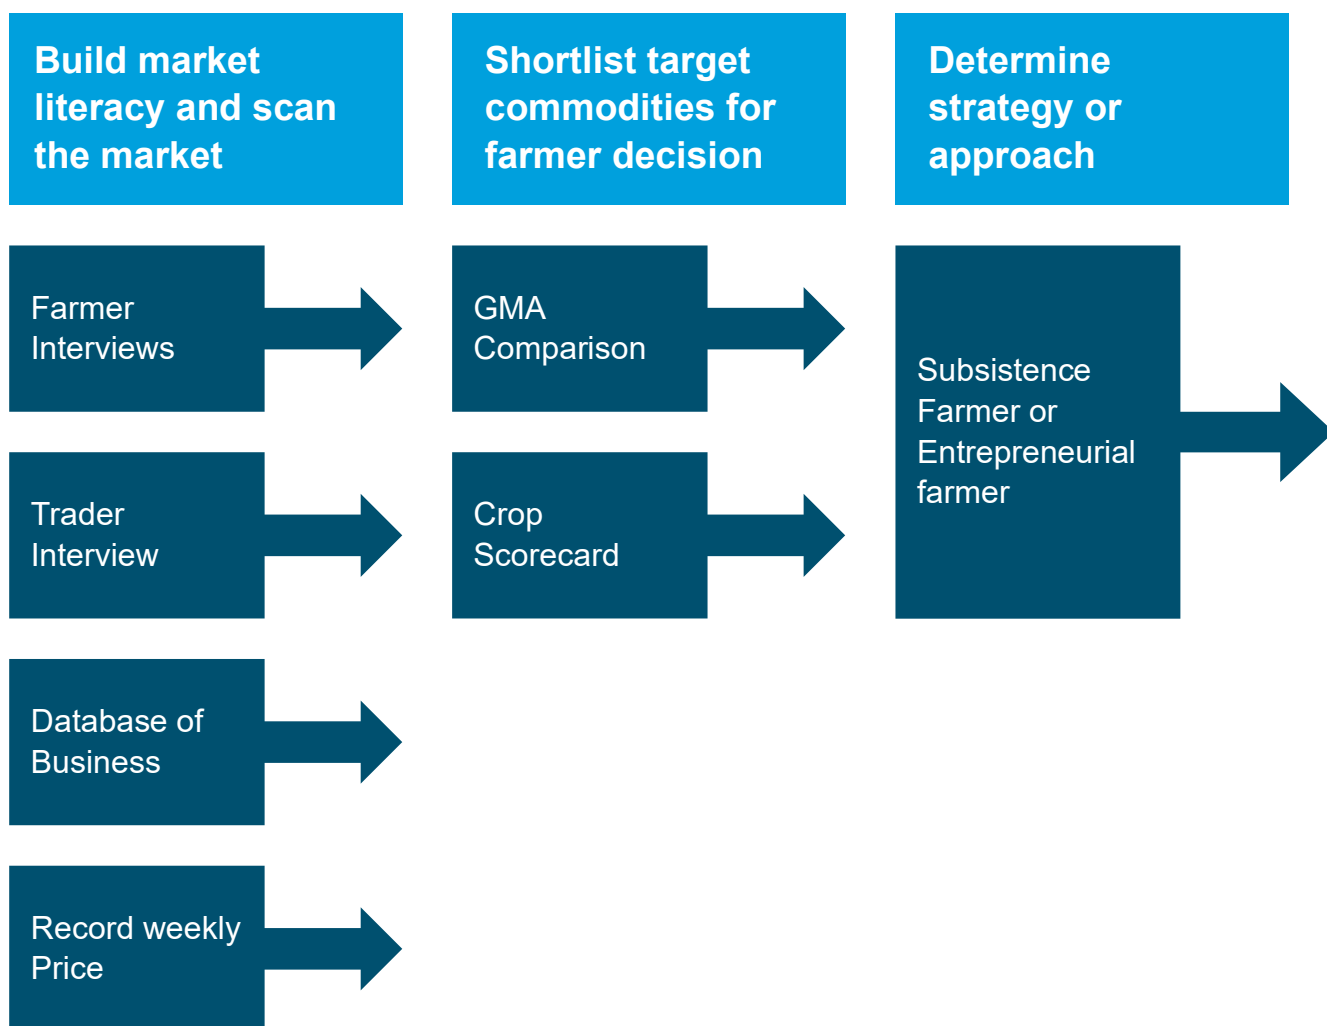 Build market
literacy and scan
the market
Shortlist target
commodities for
farmer decision
Determine
strategy or
approach
Farmer
Interviews
GMA
Comparison
Subsistence
Farmer or
Entrepreneurial
farmer
Trader
Interview
Crop
Scorecard
Database of
Business
Record weekly
Price